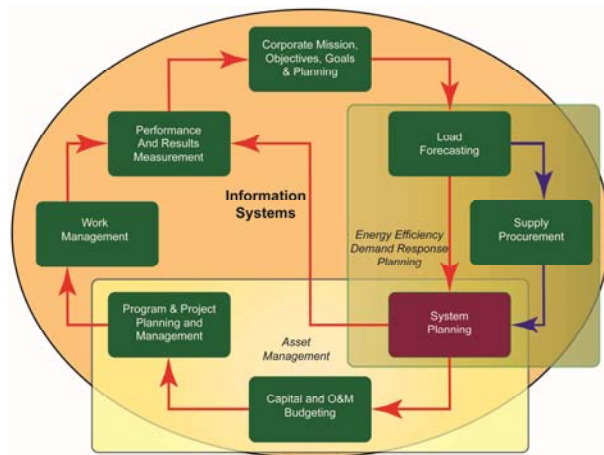 Corporate Mission,
Objectives, Goals
& Planning
Performance
And Results
Measurement
Load
Forecasting
Information
Systems
Work
Management
Energy Efficiency
Demand Response
Planning
Supply
Procurement
Program & Project
Planning and
Management
System
Planning
Asset
Management
Capital and O&M
Budgeting